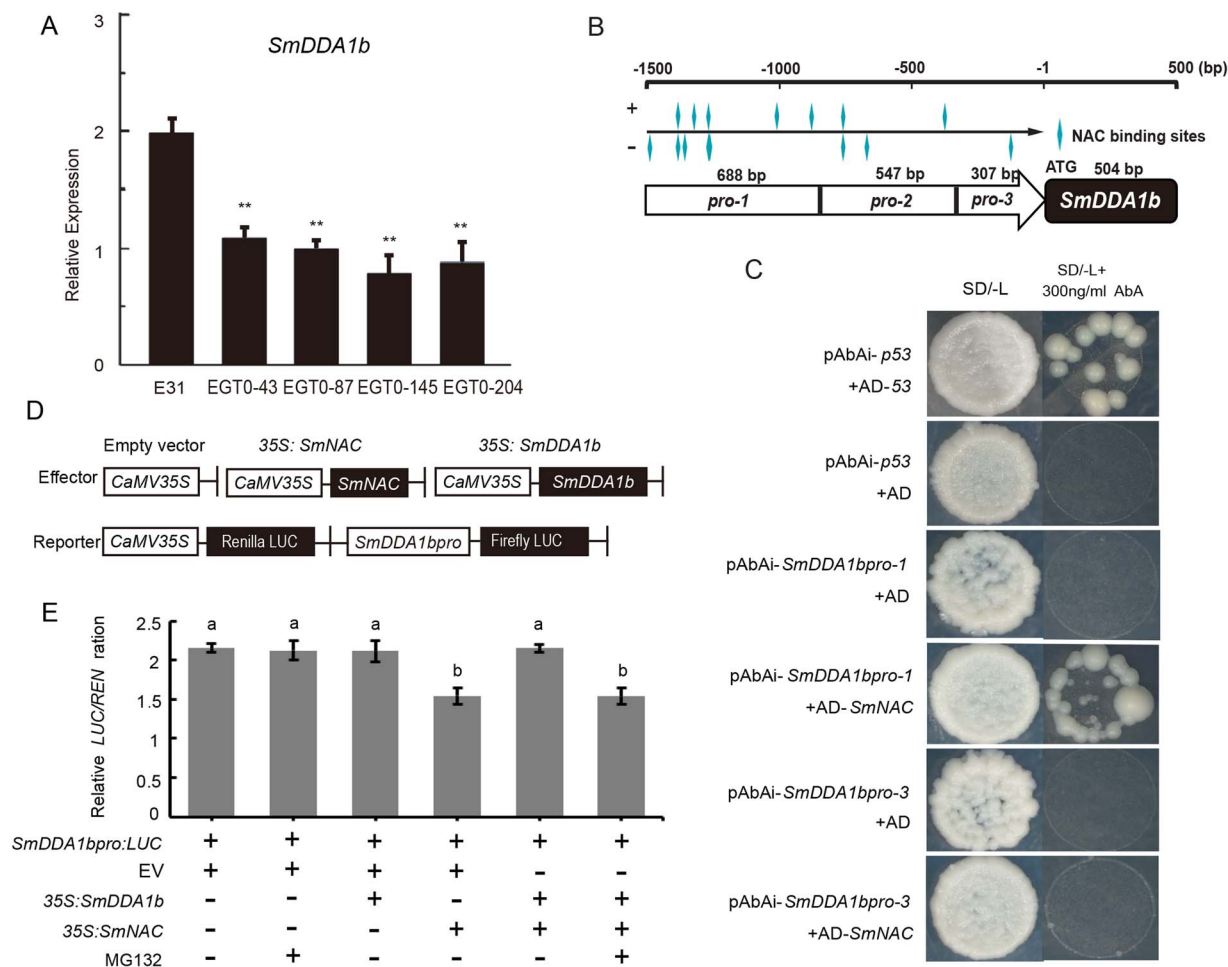 A
SmDDA1b
Relative Expression
3
2
1
0
** ** ** **
E31 EGT0-43 EGT0-87 EGT0-145 EGT0-204
B
-1500 -1000 -500 -1 500 (bp)
+
-
NAC binding sites
688 bp 547 bp 307 bp ATG 504 bp
pro-1 pro-2 pro-3 SmDDA1b
C
SD/-L SD/-L+
300ng/ml AbA
pAbAi-p53
+AD-53
pAbAi-p53
+AD
pAbAi-SmDDA1bpro-1
+AD
pAbAi-SmDDA1bpro-1
+AD-SmNAC
pAbAi-SmDDA1bpro-3
+AD
pAbAi-SmDDA1bpro-3
+AD-SmNAC
D
Empty vector 35S: SmNAC 35S: SmDDA1b
Effector CaMV35S CaMV35S SmNAC CaMV35S SmDDA1b
Reporter CaMV35S Renilla LUC SmDDA1bpro Firefly LUC
E
Relative LUC/REN ration
2.5
2
1.5
1
0.5
0
a a a b a b
SmDDA1bpro:LUC + + + + + +
EV + + + + - -
35S:SmDDA1b - - + - + +
35S:SmNAC - - - + + +
MG132 - + - - - +